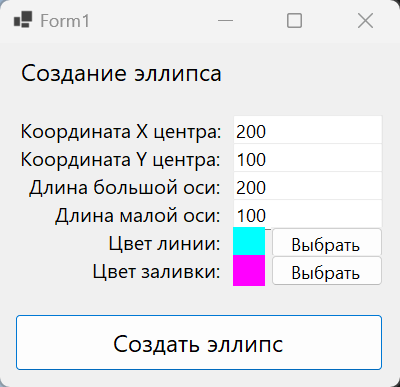 Form1
Создание эллипса
Координата X центра: 200
Координата Y центра: 100
Длина большой оси: 200
Длина малой оси: 100
Цвет линии: Выбрать
Цвет заливки: Выбрать
Создать эллипс